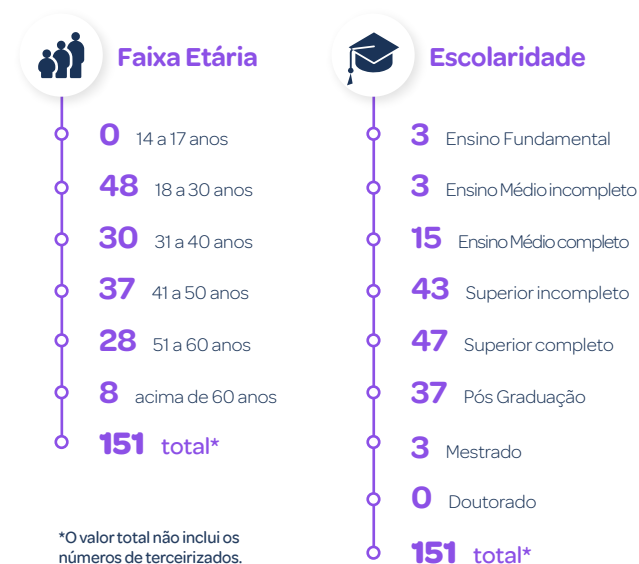 Faixa Etária
0 14 a 17 anos
48 18 a 30 anos
30 31 a 40 anos
37 41 a 50 anos
28 51 a 60 anos
8 acima de 60 anos
151 total*
*O valor total não inclui os
números de terceirizados.
Escolaridade
3 Ensino Fundamental
3 Ensino Médio incompleto
15 Ensino Médio completo
43 Superior incompleto
47 Superior completo
37 Pós Graduação
3 Mestrado
0 Doutorado
151 total*